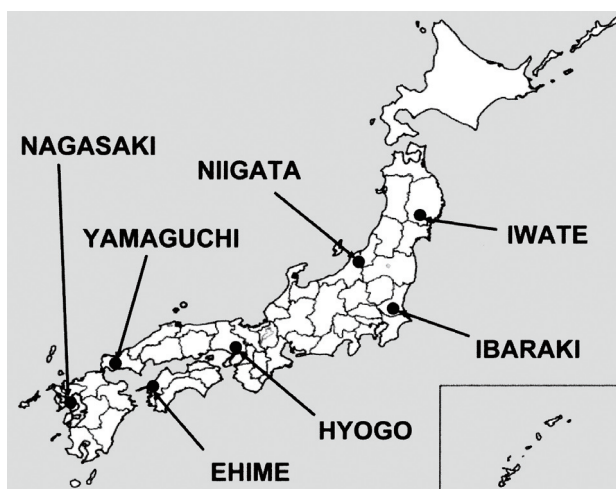 NAGASAKI
NIIGATA
YAMAGUCHI
IWATE
IBARAKI
HYOGO
EHIME